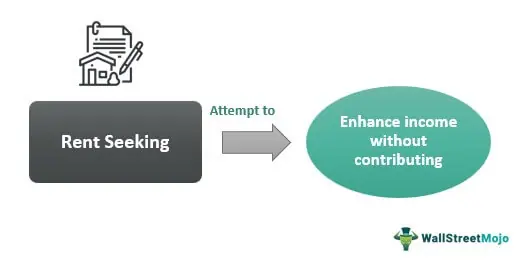 Attempt to
Rent Seeking
Enhance income
without
contributing
WallStreetMojo